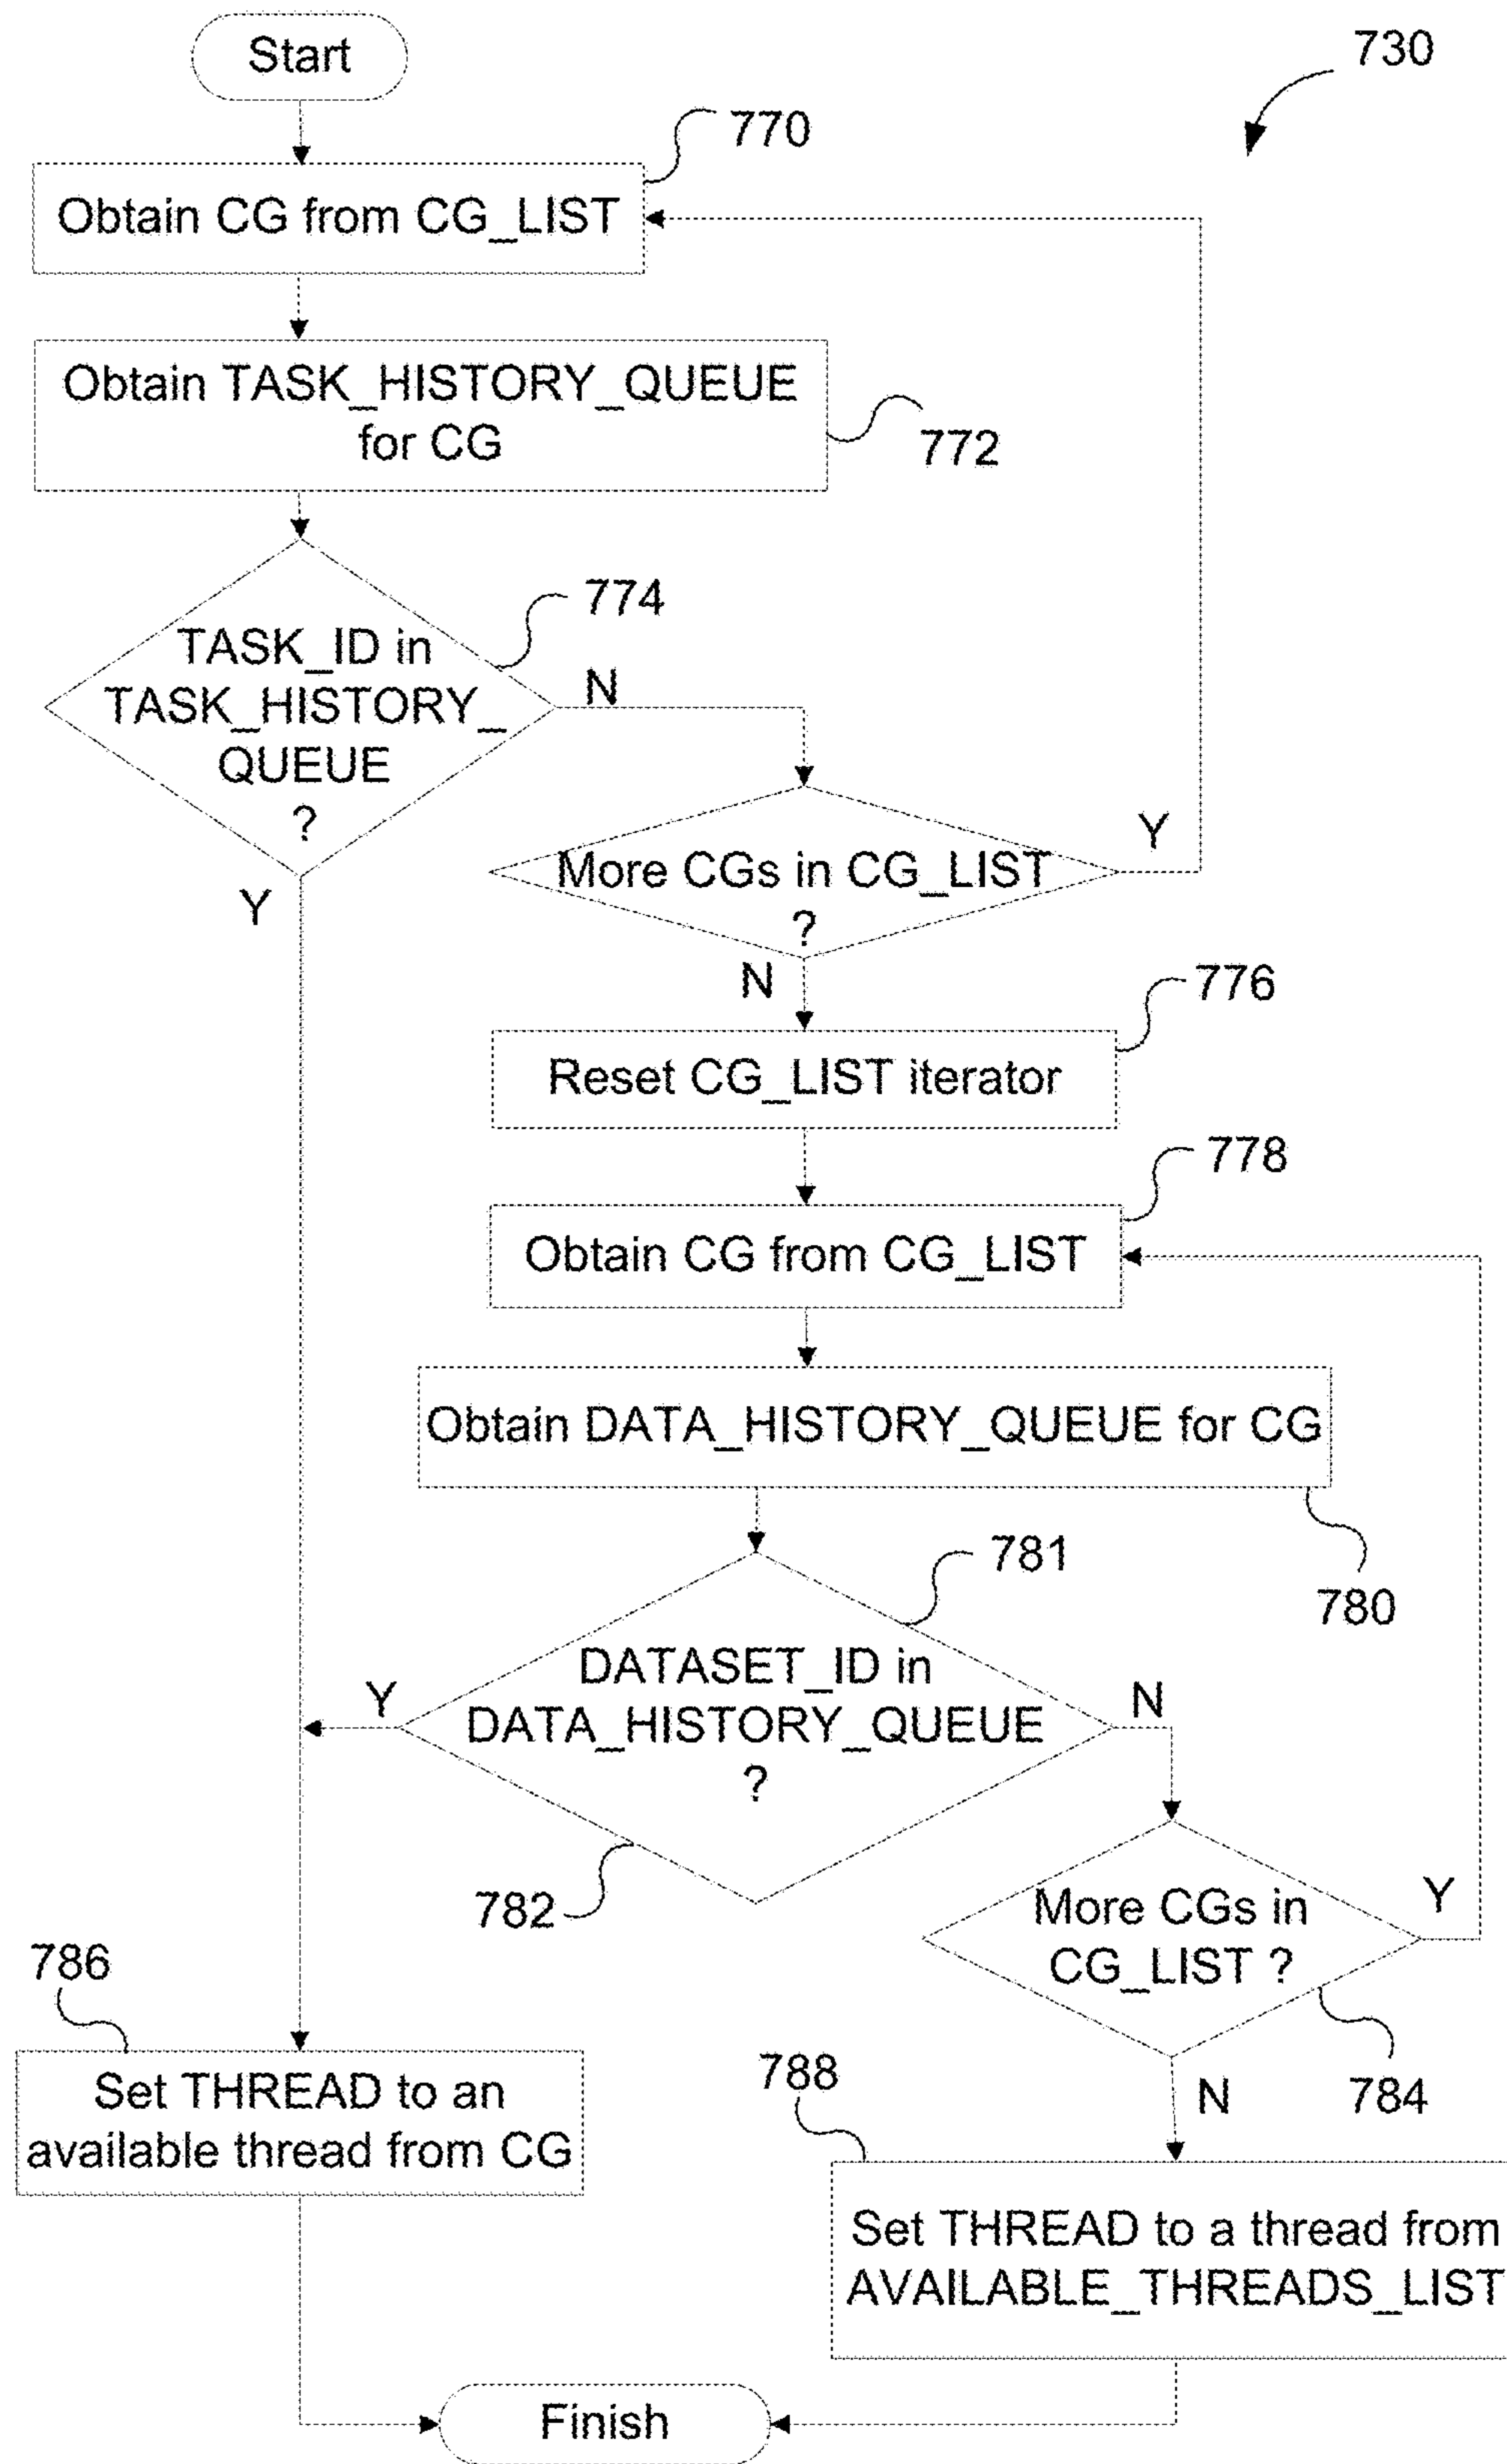 Start
730
770
Obtain CG from CG_LIST
Obtain TASK_HISTORY_QUEUE
for CG
772
774
TASK_ID in
TASK_HISTORY_
QUEUE
?
N
Y
More CGs in CG_LIST
?
Y
N
776
Reset CG_LIST iterator
778
Obtain CG from CG_LIST
Obtain DATA_HISTORY_QUEUE for CG
780
781
DATASET_ID in
DATA_HISTORY_QUEUE
?
Y
N
782
More CGs in
CG_LIST ?
Y
784
N
786
Set THREAD to an
available thread from CG
788
Set THREAD to a thread from
AVAILABLE_THREADS_LIST
Finish